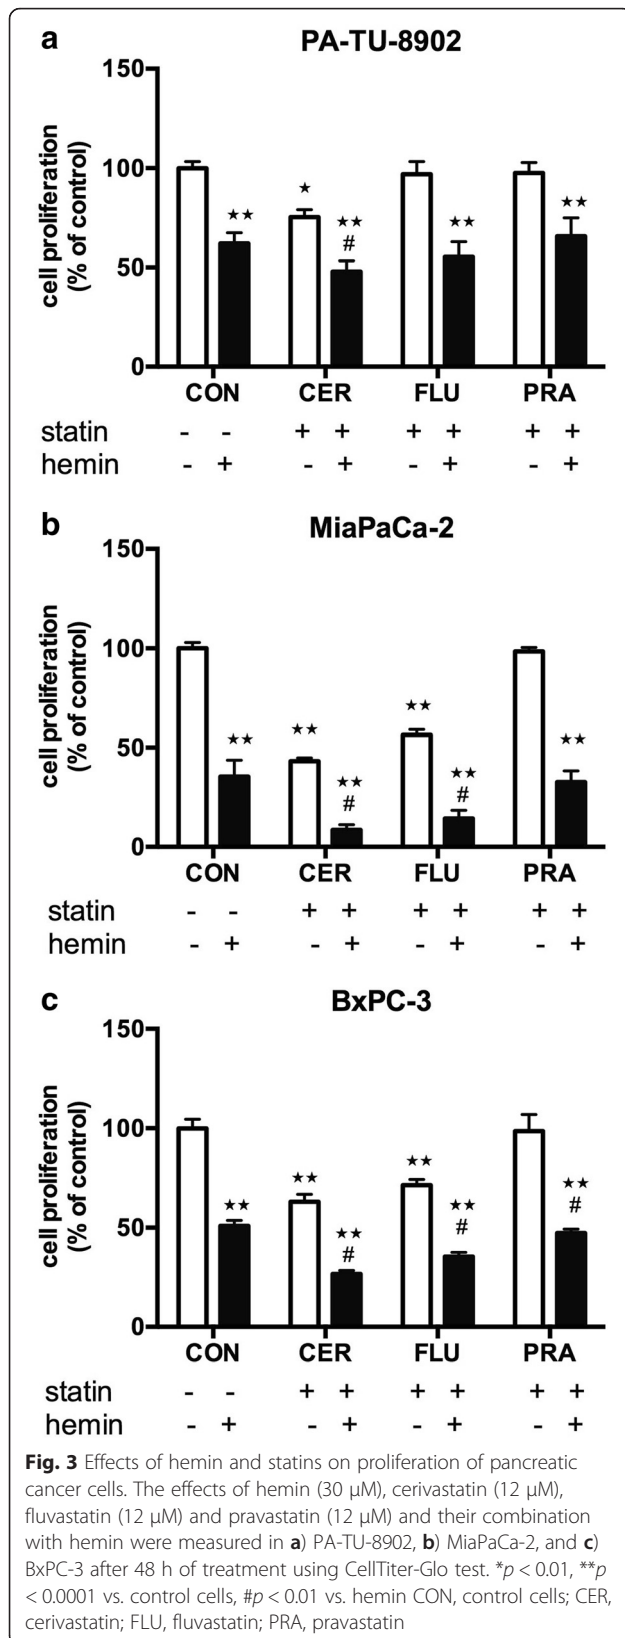 a
PA-TU-8902
150
100
50
0
cell proliferation
(% of control)
★★
★
★★
#
★★
★★
CON CER FLU PRA
statin - - + + + + + +
hemin - + - + - + - +
b
MiaPaCa-2
150
100
50
0
cell proliferation
(% of control)
★★
★★
★★
#
★★
★★
#
★★
CON CER FLU PRA
statin - - + + + + + +
hemin - + - + - + - +
c
BxPC-3
150
100
50
0
cell proliferation
(% of control)
★★
★★
★★
#
★★
★★
#
★★
#
CON CER FLU PRA
statin - - + + + + + +
hemin - + - + - + - +
Fig. 3 Effects of hemin and statins on proliferation of pancreatic
cancer cells. The effects of hemin (30 μM), cerivastatin (12 μM),
fluvastatin (12 μM) and pravastatin (12 μM) and their combination
with hemin were measured in a) PA-TU-8902, b) MiaPaCa-2, and c)
BxPC-3 after 48 h of treatment using CellTiter-Glo test. *p < 0.01, **p
< 0.0001 vs. control cells, #p < 0.01 vs. hemin CON, control cells; CER,
cerivastatin; FLU, fluvastatin; PRA, pravastatin